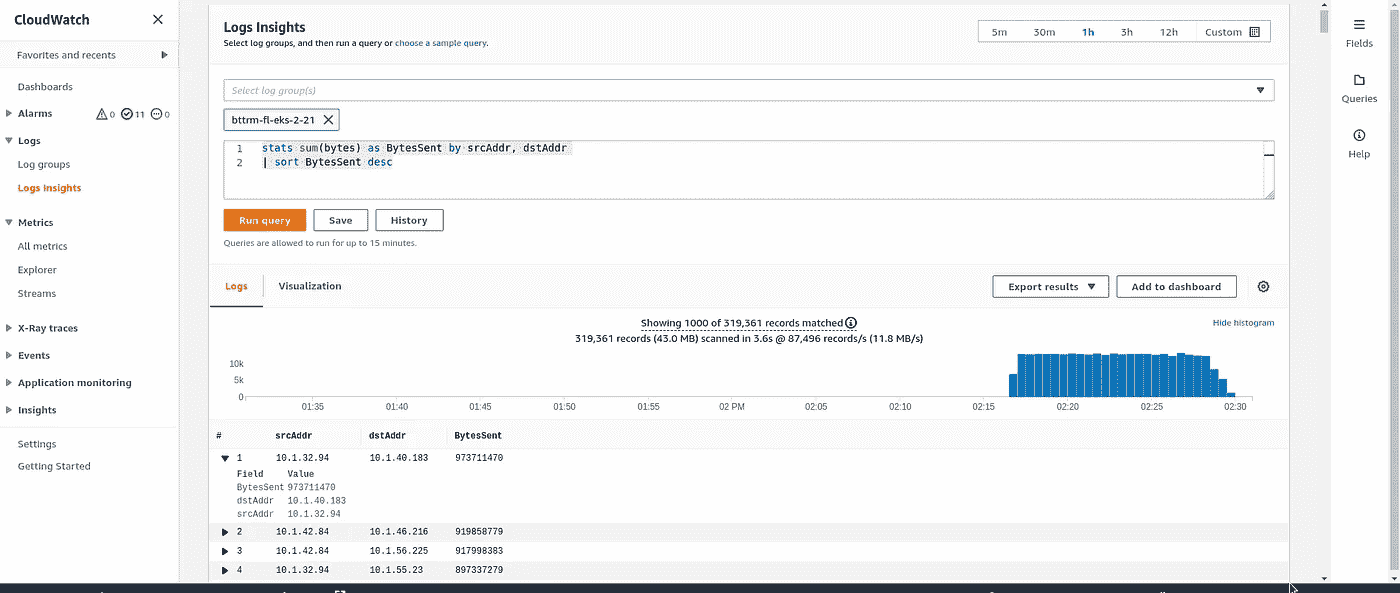 CloudWatch
Favorites and recents
Dashboards
Alarms 0 11 0
Logs
Log groups
Logs Insights
Metrics
All metrics
Explorer
Streams
X-Ray traces
Events
Application monitoring
Insights
Settings
Getting Started
Logs Insights
Select log groups, and then run a query or choose a sample query.
5m 30m 1h 3h 12h Custom
Select log group(s)
bttrm-fl-eks-2-21
1 stats sum(bytes) as BytesSent by srcAddr, dstAddr
2 | sort BytesSent desc
Run query Save History
Queries are allowed to run for up to 15 minutes.
Logs Visualization
Export results Add to dashboard
Showing 1000 of 319,361 records matched
Hide histogram
319,361 records (43.0 MB) scanned in 3.6s @ 87,496 records/s (11.8 MB/s)
10k
5k
0
01:35 01:40 01:45 01:50 01:55 02 PM 02:05 02:10 02:15 02:20 02:25 02:30
# srcAddr dstAddr BytesSent
1 10.1.32.94 10.1.40.183 973711470
Field Value
BytesSent 973711470
dstAddr 10.1.40.183
srcAddr 10.1.32.94
2 10.1.42.84 10.1.46.216 919858779
3 10.1.42.84 10.1.56.225 917998383
4 10.1.32.94 10.1.55.23 897337279
Fields
Queries
Help